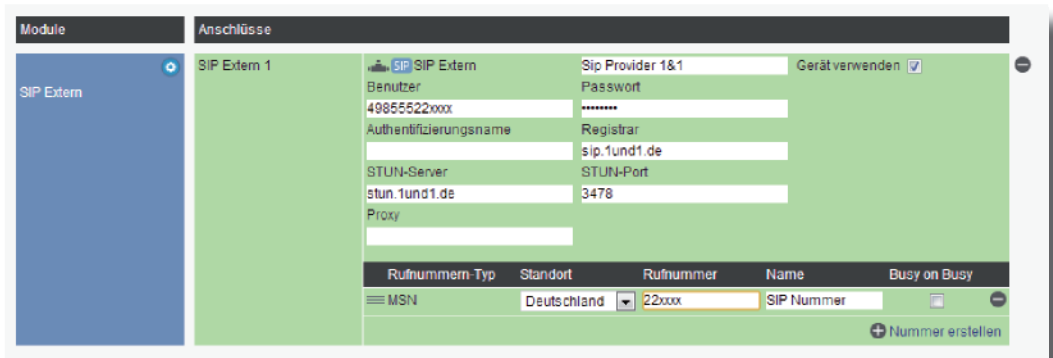 Module Anschlüsse
SIP Extern SIP Extern 1 SIP SIP Extern Sip Provider 1&1 Gerät verwenden
Benutzer Passwort
49855522xxxx ••••••••
Authentifizierungsname Registrar
sip.1und1.de
STUN-Server STUN-Port
stun.1und1.de 3478
Proxy
Rufnummern-Typ Standort Rufnummer Name Busy on Busy
MSN Deutschland 22xxxx SIP Nummer
Nummer erstellen